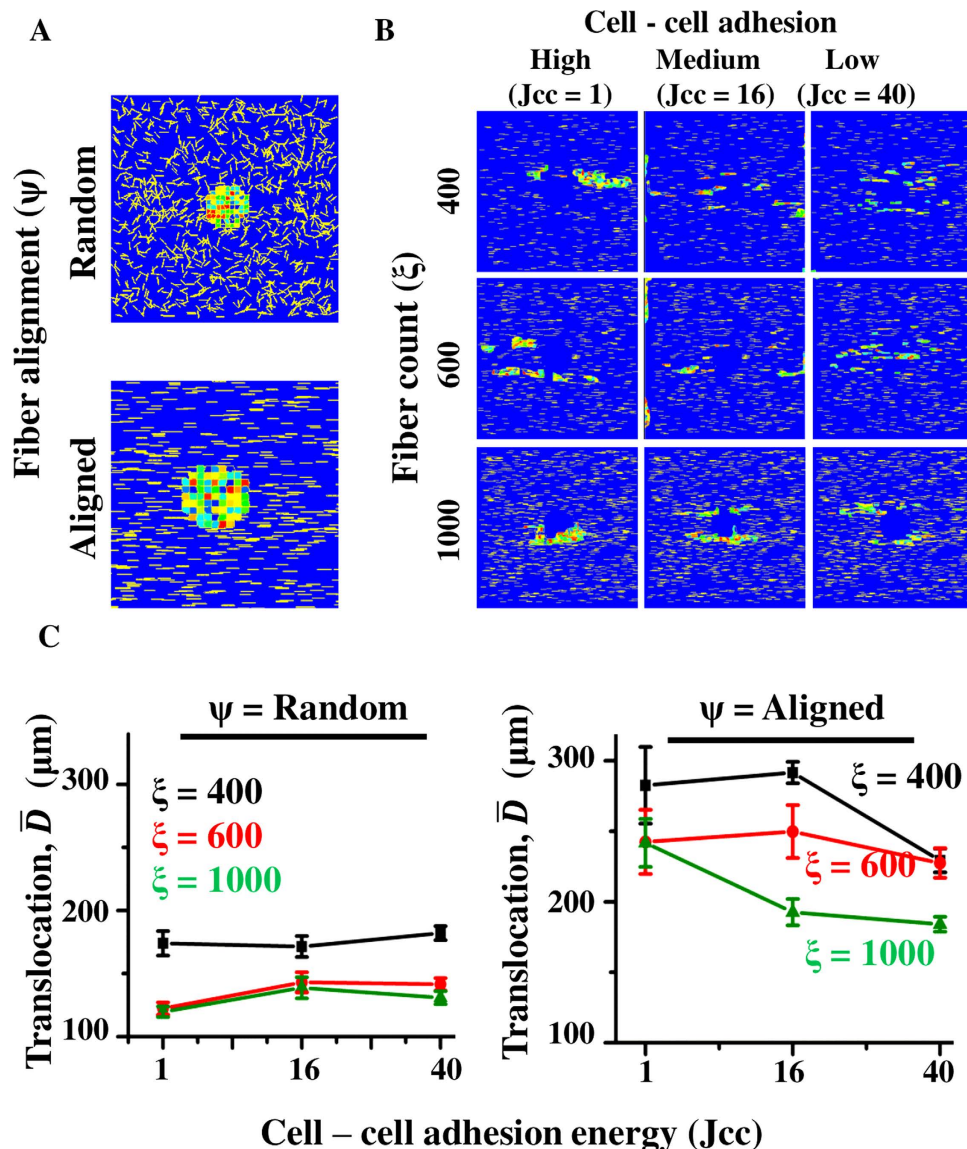 A
B
Cell - cell adhesion
High
(Jcc = 1)
Medium
(Jcc = 16)
Low
(Jcc = 40)
Fiber alignment (ψ)
Random
Aligned
Fiber count (ξ)
400
600
1000
C
ψ = Random
Translocation, D̅ (μm)
300
200
100
ξ = 400
ξ = 600
ξ = 1000
1
16
40
ψ = Aligned
Translocation, D̅ (μm)
300
200
100
ξ = 400
ξ = 600
ξ = 1000
1
16
40
Cell – cell adhesion energy (Jcc)